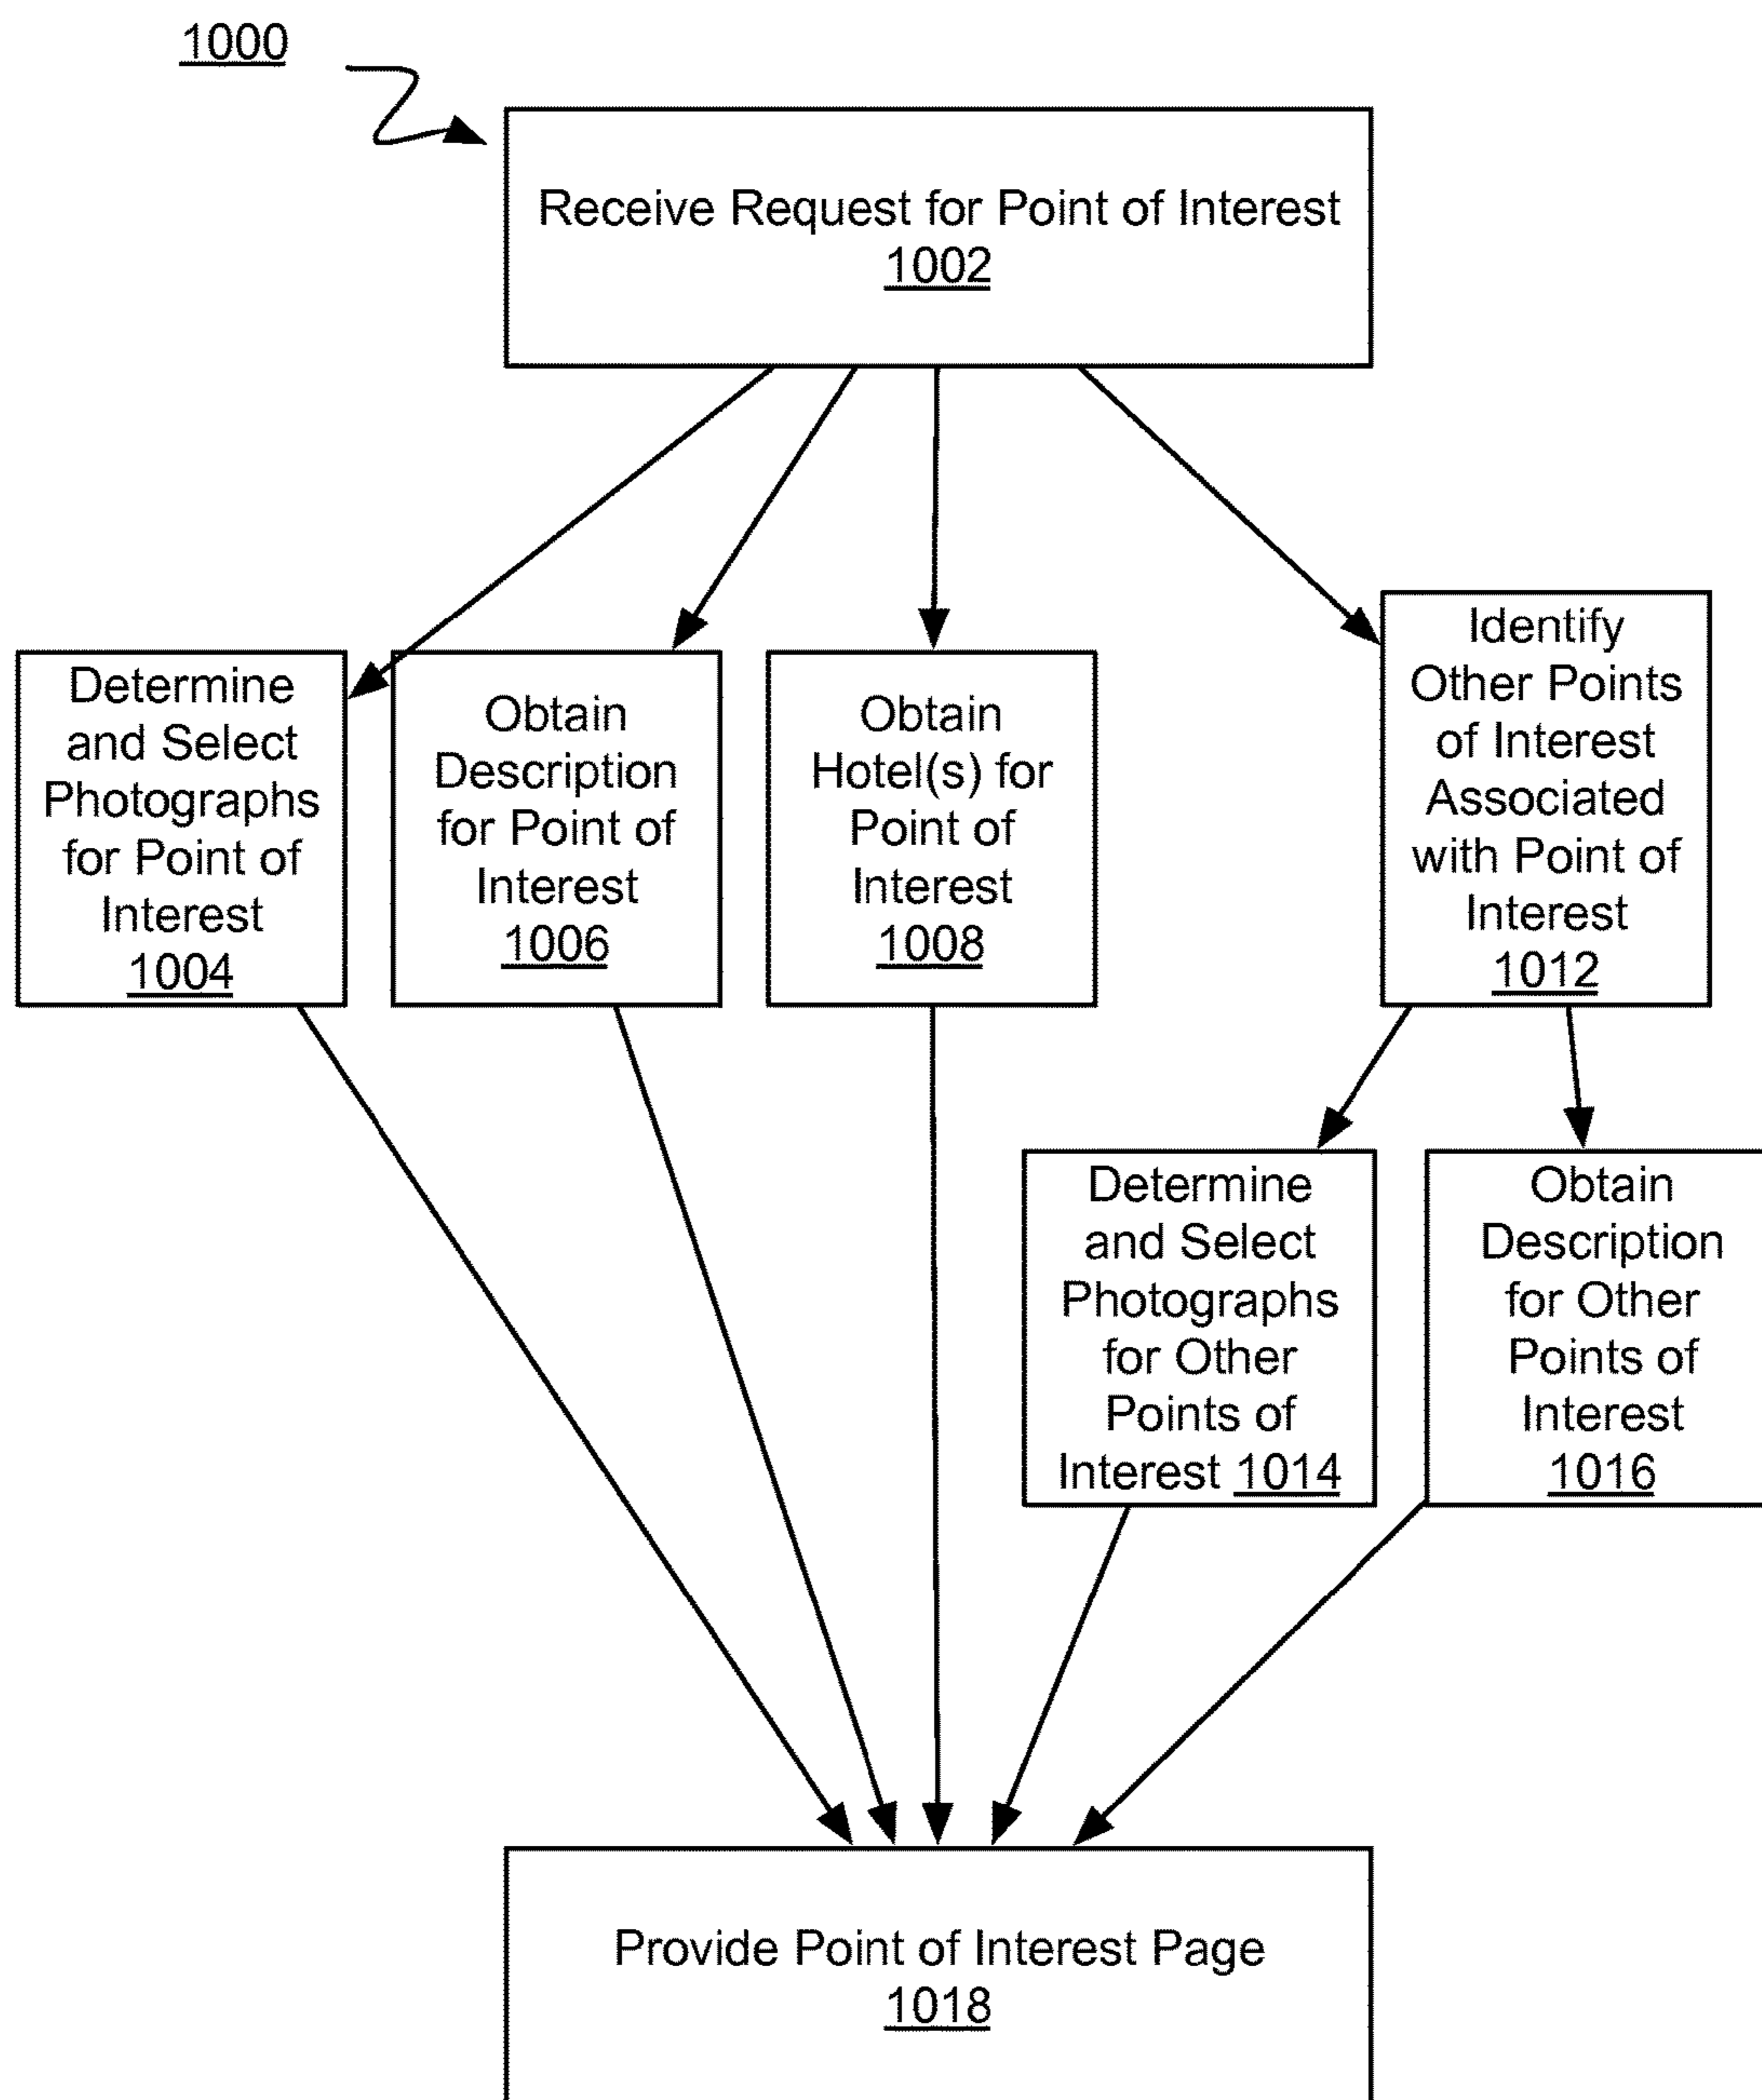 1000
Receive Request for Point of Interest
1002
Determine
and Select
Photographs
for Point of
Interest
1004
Obtain
Description
for Point of
Interest
1006
Obtain
Hotel(s) for
Point of
Interest
1008
Identify
Other Points
of Interest
Associated
with Point of
Interest
1012
Determine
and Select
Photographs
for Other
Points of
Interest 1014
Obtain
Description
for Other
Points of
Interest
1016
Provide Point of Interest Page
1018